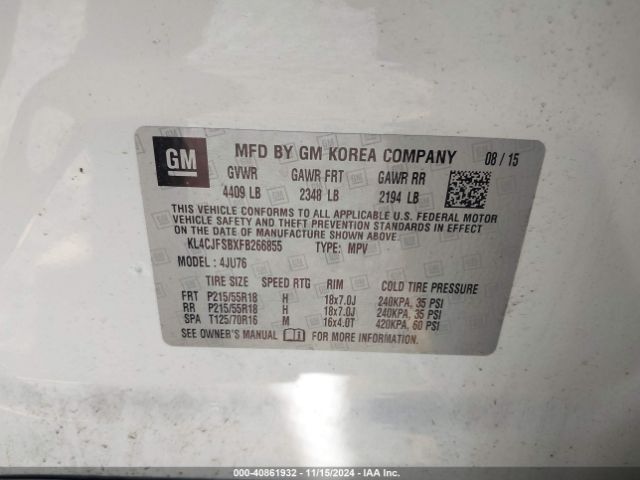 GM MFD BY GM KOREA COMPANY 08/15
GVWR GAWR FRT GAWR RR
4409 LB 2348 LB 2194 LB
THIS VEHICLE CONFORMS TO ALL APPLICABLE U.S. FEDERAL MOTOR
VEHICLE SAFETY AND THEFT PREVENTION STANDARDS IN EFFECT
ON THE DATE OF MANUFACTURE SHOWN ABOVE.
KL4CJFSBXFB266855 TYPE: MPV
MODEL : 4JU76
TIRE SIZE SPEED RTG RIM COLD TIRE PRESSURE
FRT P215/55R18 H 18x7.0J 240KPA, 35 PSI
RR P215/55R18 H 18x7.0J 240KPA, 35 PSI
SPA T125/70R16 M 16x4.0T 420KPA, 60 PSI
SEE OWNER'S MANUAL FOR MORE INFORMATION.
000-40861932 - 11/15/2024 - IAAI.com